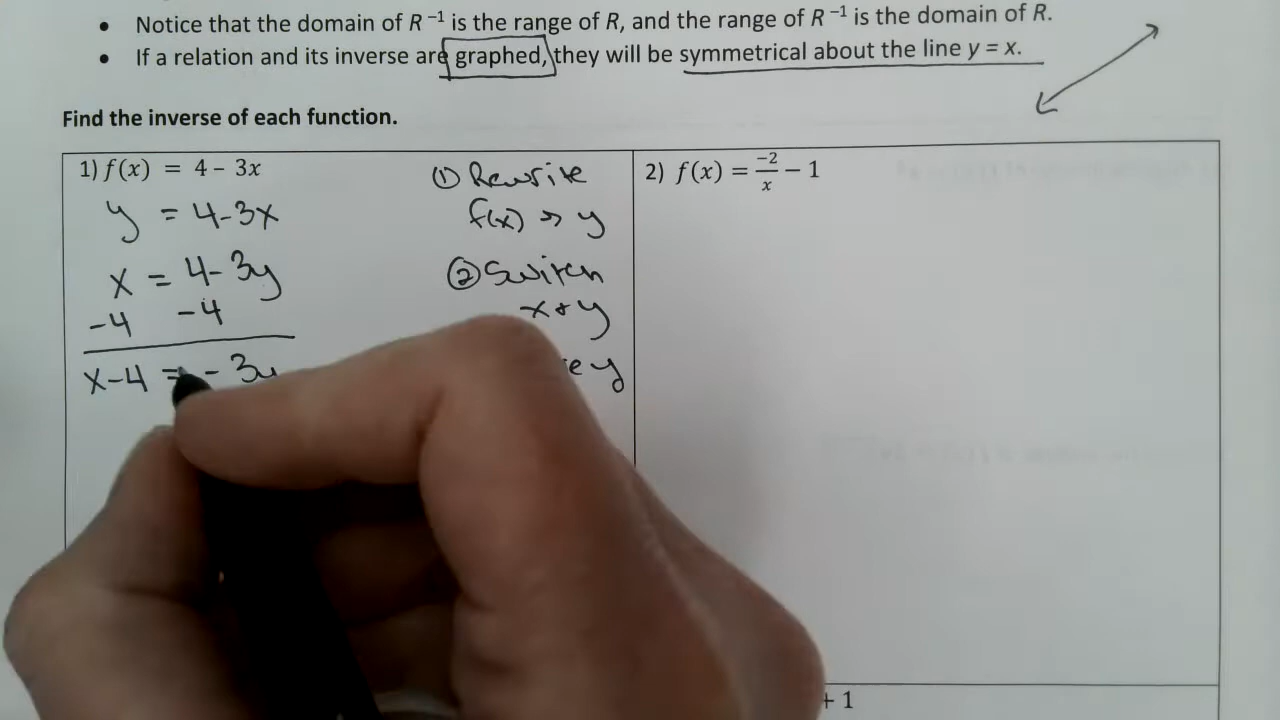 • Notice that the domain of R⁻¹ is the range of R, and the range of R⁻¹ is the domain of R.
• If a relation and its inverse are graphed, they will be symmetrical about the line y = x.
Find the inverse of each function.
1) f(x) = 4 – 3x
y = 4-3x
x = 4-3y
-4 -4
x-4 = -3y
① Rewrite
f(x) → y
② Switch
x + y
y
2) f(x) = -2/x – 1
+ 1